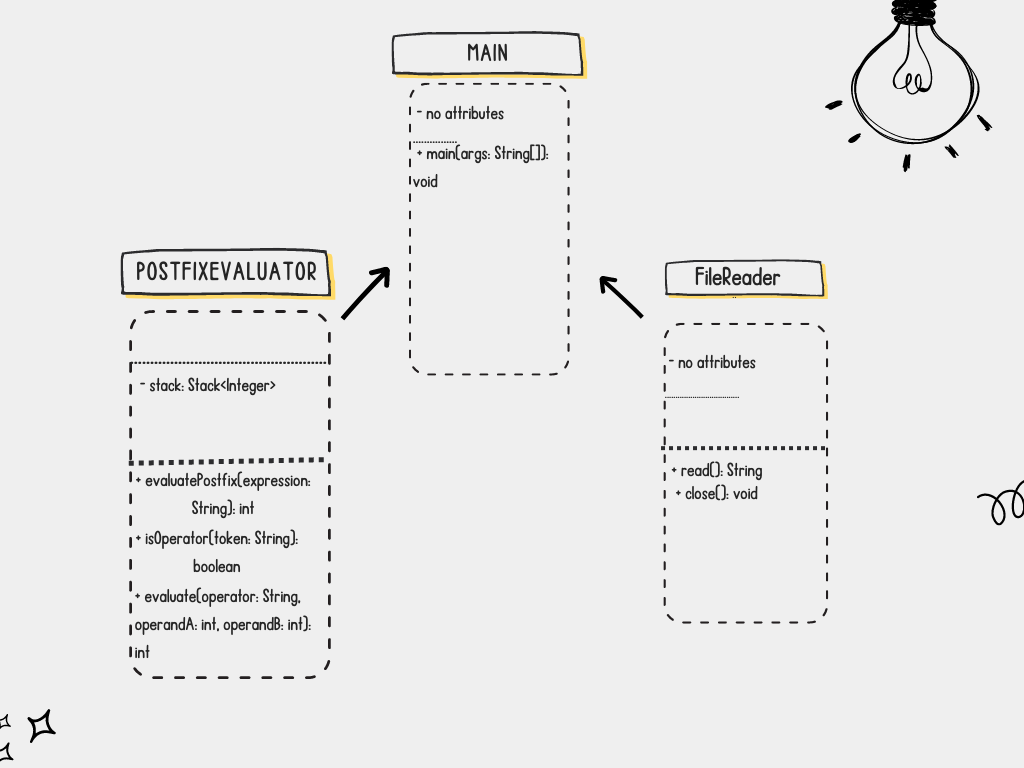 MAIN
- no attributes
+ main(args: String[]):
void
POSTFIXEVALUATOR
- stack: Stack<Integer>
+ evaluatePostfix(expression:
String): int
+ isOperator(token: String):
boolean
+ evaluate(operator: String,
operandA: int, operandB: int):
int
FileReader
- no attributes
+ read(): String
+ close(): void